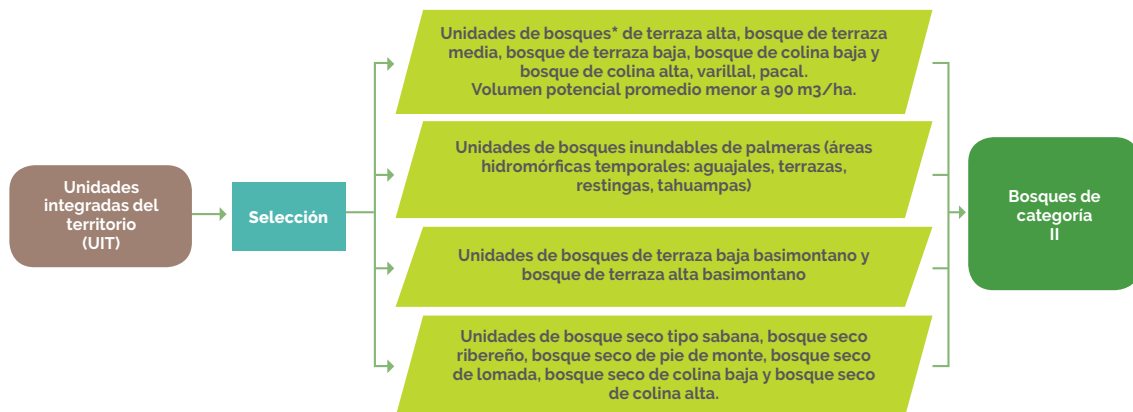 Unidades
integradas del
territorio
(UIT)
Selección
Unidades de bosques* de terraza alta, bosque de terraza
media, bosque de terraza baja, bosque de colina baja y
bosque de colina alta, varillal, pacal.
Volumen potencial promedio menor a 90 m3/ha.
Unidades de bosques inundables de palmeras (áreas
hidromórficas temporales: aguajales, terrazas,
restingas, tahuampas)
Unidades de bosques de terraza baja basimontano y
bosque de terraza alta basimontano
Unidades de bosque seco tipo sabana, bosque seco
ribereño, bosque seco de pie de monte, bosque seco
de lomada, bosque seco de colina baja y bosque seco
de colina alta.
Bosques de
categoría
II